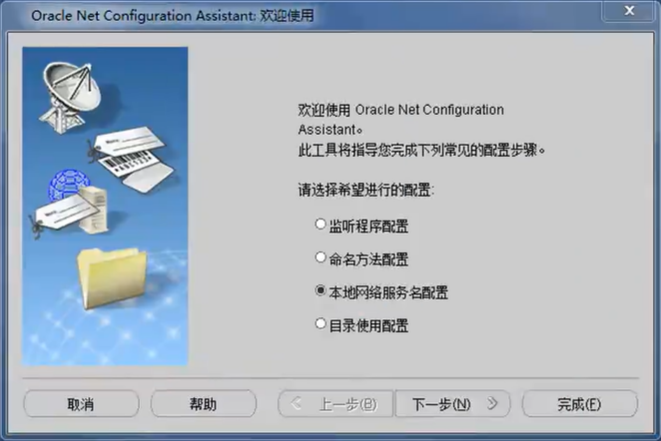 Oracle Net Configuration Assistant: 欢迎使用
欢迎使用 Oracle Net Configuration
Assistant。
此工具将指导您完成下列常见的配置步骤。
请选择希望进行的配置:
监听程序配置
命名方法配置
本地网络服务名配置
目录使用配置
取消
帮助
上一步(B)
下一步(N)
完成(F)